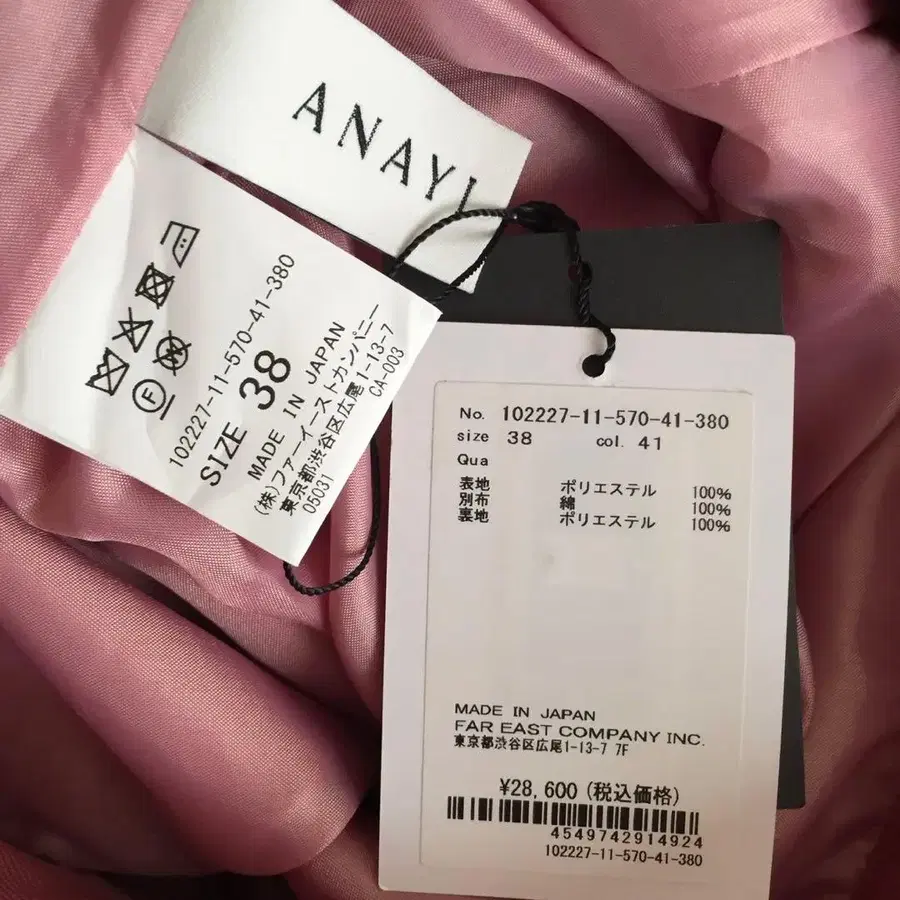 ANAYI
102227-11-570-41-380
SIZE 38
MADE IN JAPAN
(株)ファーイーストカンパニー
東京都渋谷区広尾1-13-7
05031 CA-003
F
No. 102227-11-570-41-380
size 38 col. 41
Qua
表地 ポリエステル 100%
別布 綿 100%
裏地 ポリエステル 100%
MADE IN JAPAN
FAR EAST COMPANY INC.
東京都渋谷区広尾1-13-7 7F
¥28,600(税込価格)
4549742914924
102227-11-570-41-380